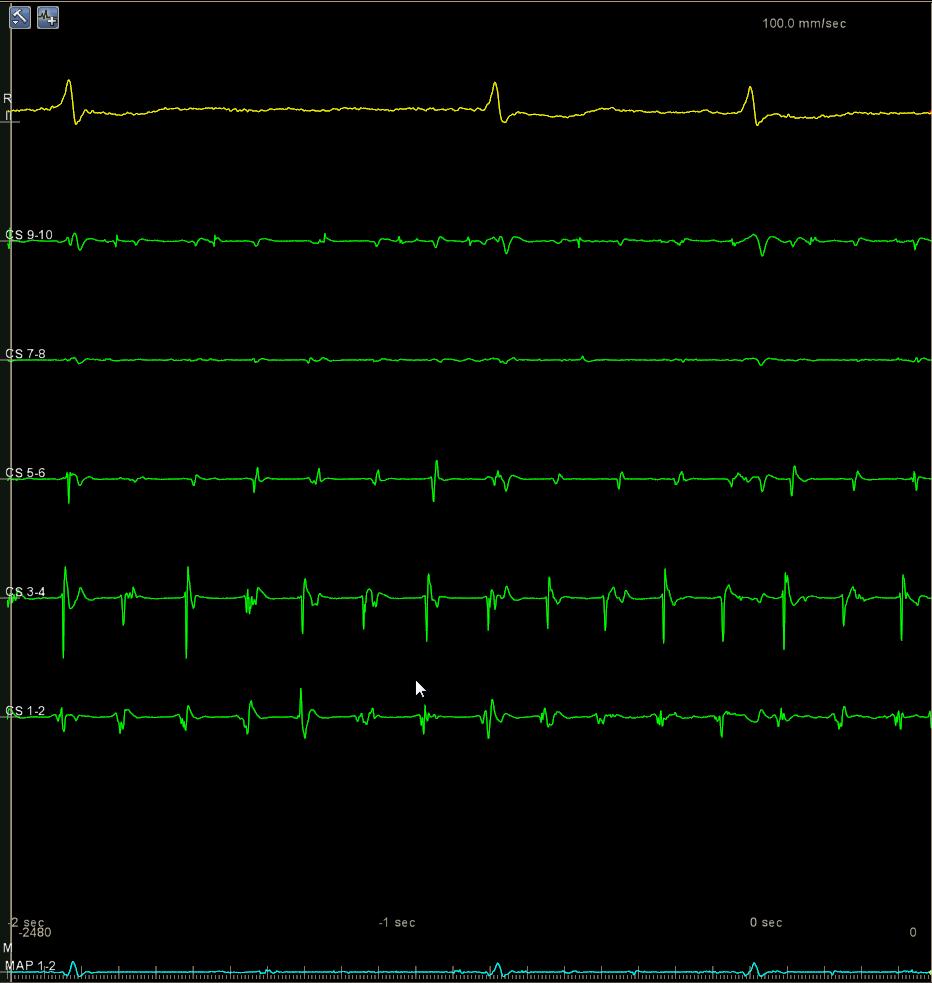 100.0 mm/sec
R
CS 9-10
CS 7-8
CS 5-6
CS 3-4
CS 1-2
-2 sec
-1 sec
0 sec
-2480
0
M
MAP 1-2